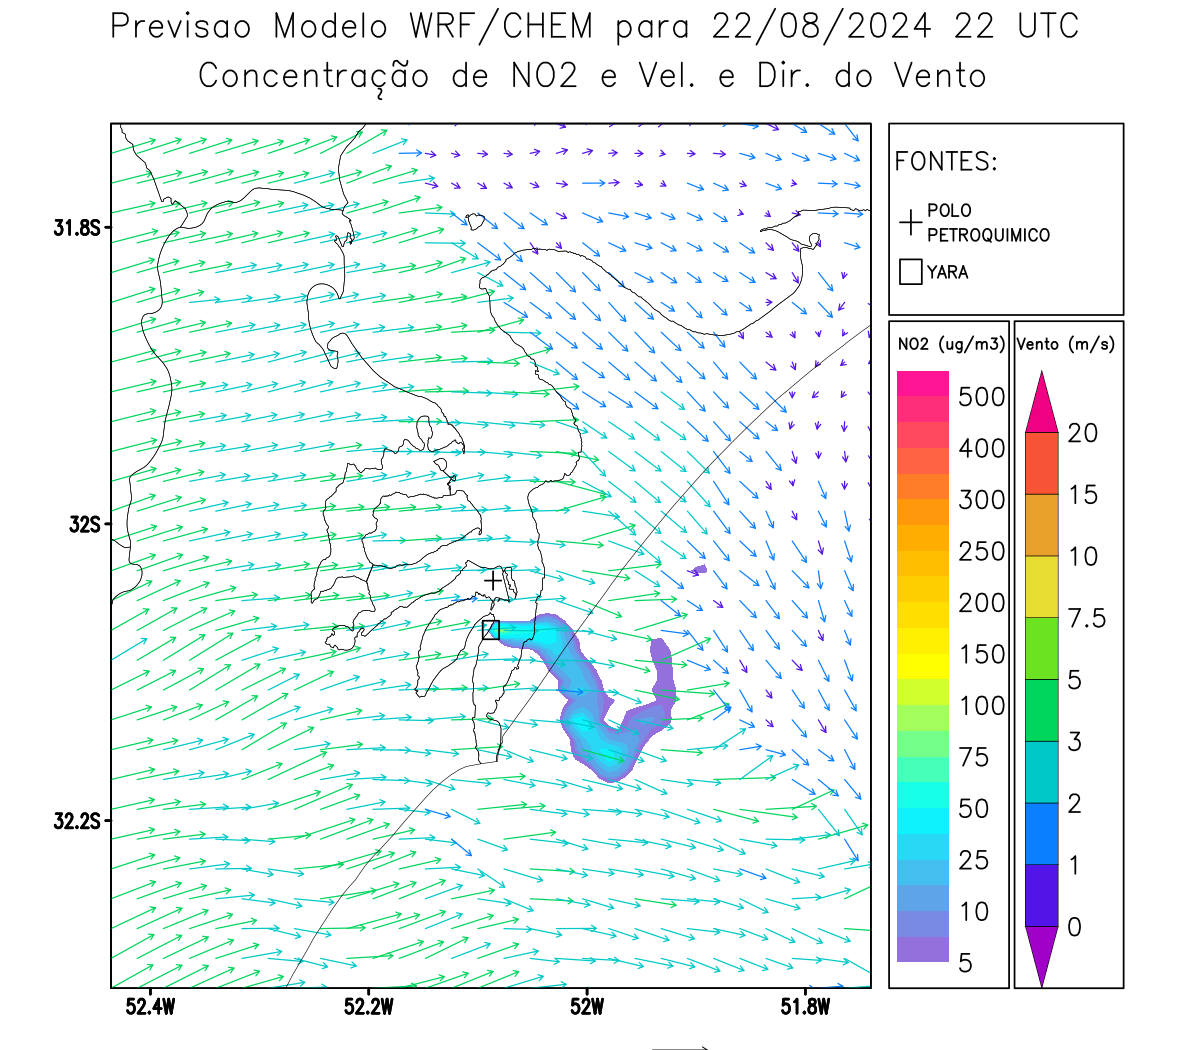 Previsao Modelo WRF/CHEM para 22/08/2024 22 UTC
Concentração de NO2 e Vel. e Dir. do Vento
31.8S
32S
32.2S
52.4W
52.2W
52W
51.8W
FONTES:
POLO
PETROQUIMICO
YARA
NO2 (ug/m3)
500
400
300
250
200
150
100
75
50
25
10
5
Vento (m/s)
20
15
10
7.5
5
3
2
1
0